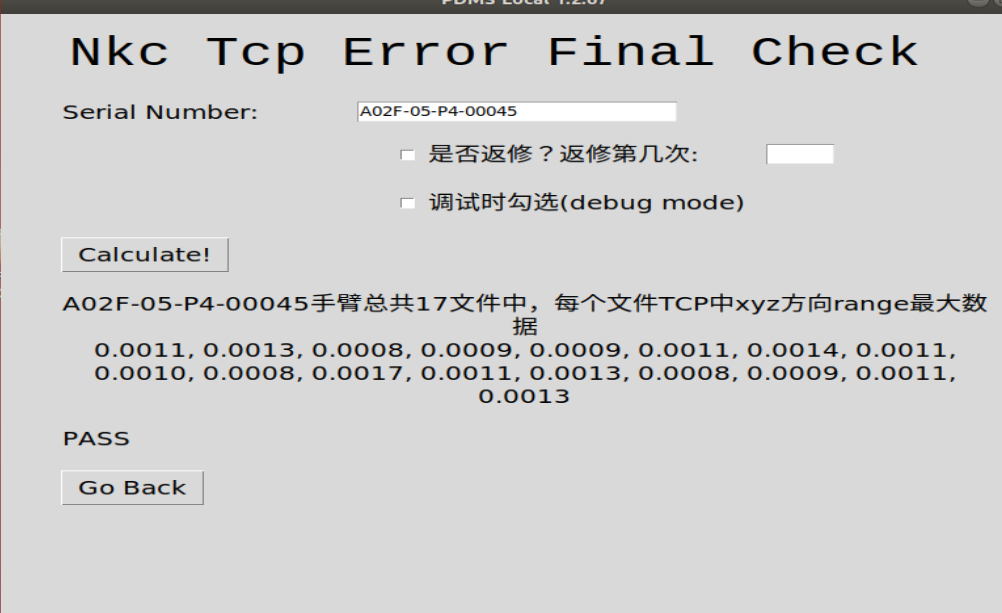 PDMS Local 1.2.67
Nkc Tcp Error Final Check
Serial Number:
A02F-05-P4-00045
是否返修？返修第几次:
调试时勾选(debug mode)
Calculate!
A02F-05-P4-00045手臂总共17文件中，每个文件TCP中xyz方向range最大数
据
0.0011, 0.0013, 0.0008, 0.0009, 0.0009, 0.0011, 0.0014, 0.0011,
0.0010, 0.0008, 0.0017, 0.0011, 0.0013, 0.0008, 0.0009, 0.0011,
0.0013
PASS
Go Back